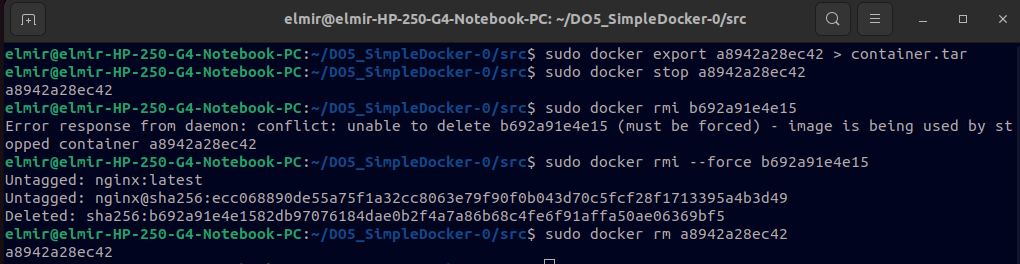 elmir@elmir-HP-250-G4-Notebook-PC: ~/DO5_SimpleDocker-0/src
elmir@elmir-HP-250-G4-Notebook-PC:~/DO5_SimpleDocker-0/src$ sudo docker export a8942a28ec42 > container.tar
elmir@elmir-HP-250-G4-Notebook-PC:~/DO5_SimpleDocker-0/src$ sudo docker stop a8942a28ec42
a8942a28ec42
elmir@elmir-HP-250-G4-Notebook-PC:~/DO5_SimpleDocker-0/src$ sudo docker rmi b692a91e4e15
Error response from daemon: conflict: unable to delete b692a91e4e15 (must be forced) - image is being used by st
opped container a8942a28ec42
elmir@elmir-HP-250-G4-Notebook-PC:~/DO5_SimpleDocker-0/src$ sudo docker rmi --force b692a91e4e15
Untagged: nginx:latest
Untagged: nginx@sha256:ecc068890de55a75f1a32cc8063e79f90f0b043d70c5fcf28f1713395a4b3d49
Deleted: sha256:b692a91e4e1582db97076184dae0b2f4a7a86b68c4fe6f91affa50ae06369bf5
elmir@elmir-HP-250-G4-Notebook-PC:~/DO5_SimpleDocker-0/src$ sudo docker rm a8942a28ec42
a8942a28ec42